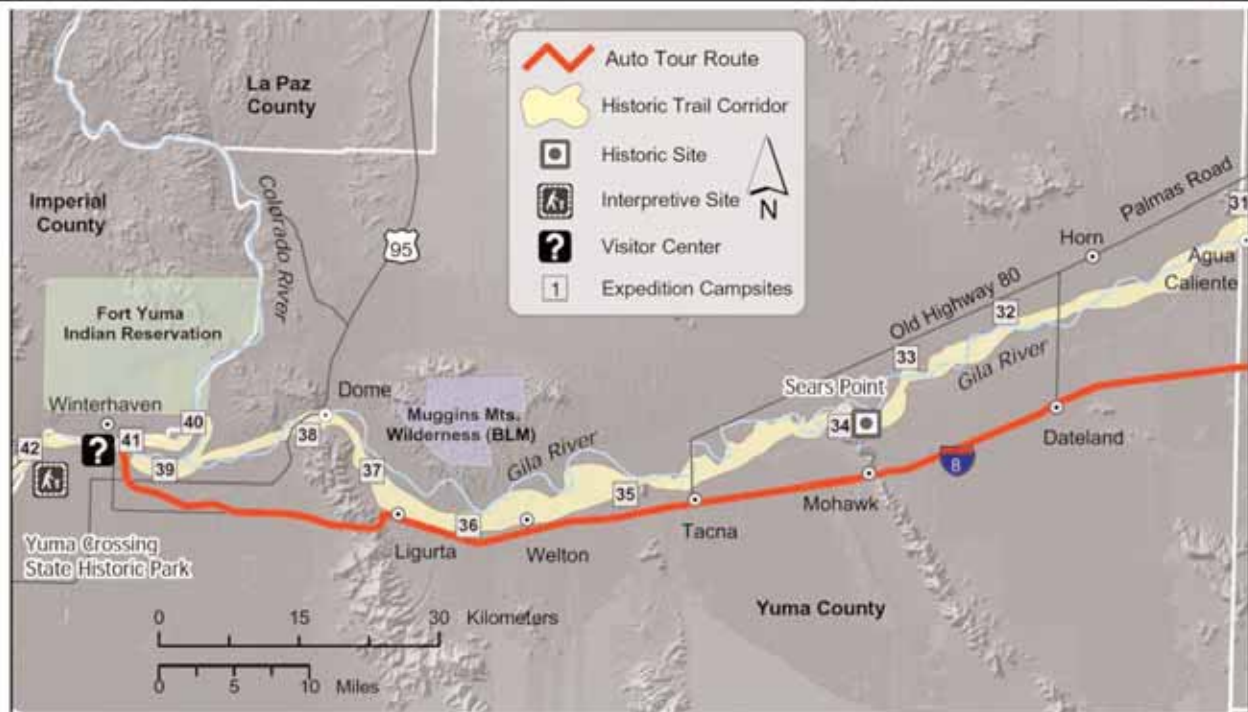 Auto Tour Route
Historic Trail Corridor
Historic Site
Interpretive Site
?
Visitor Center
1
Expedition Campsites
N
La Paz
County
Imperial
County
Colorado River
95
Fort Yuma
Indian Reservation
Winterhaven
Dome
Muggins Mts.
Wilderness (BLM)
Gila River
Sears Point
Old Highway 80
Horn
Palmas Road
31
Agua
Caliente
32
33
Gila River
34
35
36
37
38
39
40
41
42
?
8
Dateland
Mohawk
Tacna
Welton
Ligurta
Yuma Crossing
State Historic Park
Yuma County
0 15 30 Kilometers
0 5 10 Miles